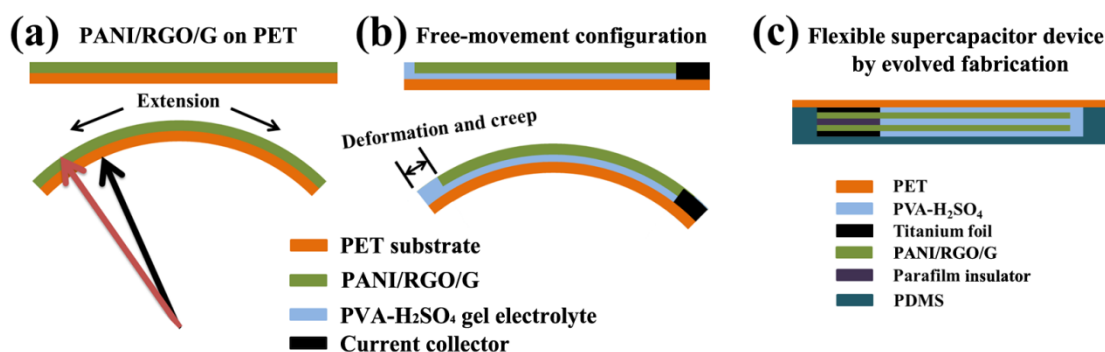 (a) PANI/RGO/G on PET
Extension
(b) Free-movement configuration
Deformation and creep
PET substrate
PANI/RGO/G
PVA-H₂SO₄ gel electrolyte
Current collector
(c) Flexible supercapacitor device
by evolved fabrication
PET
PVA-H₂SO₄
Titanium foil
PANI/RGO/G
Parafilm insulator
PDMS